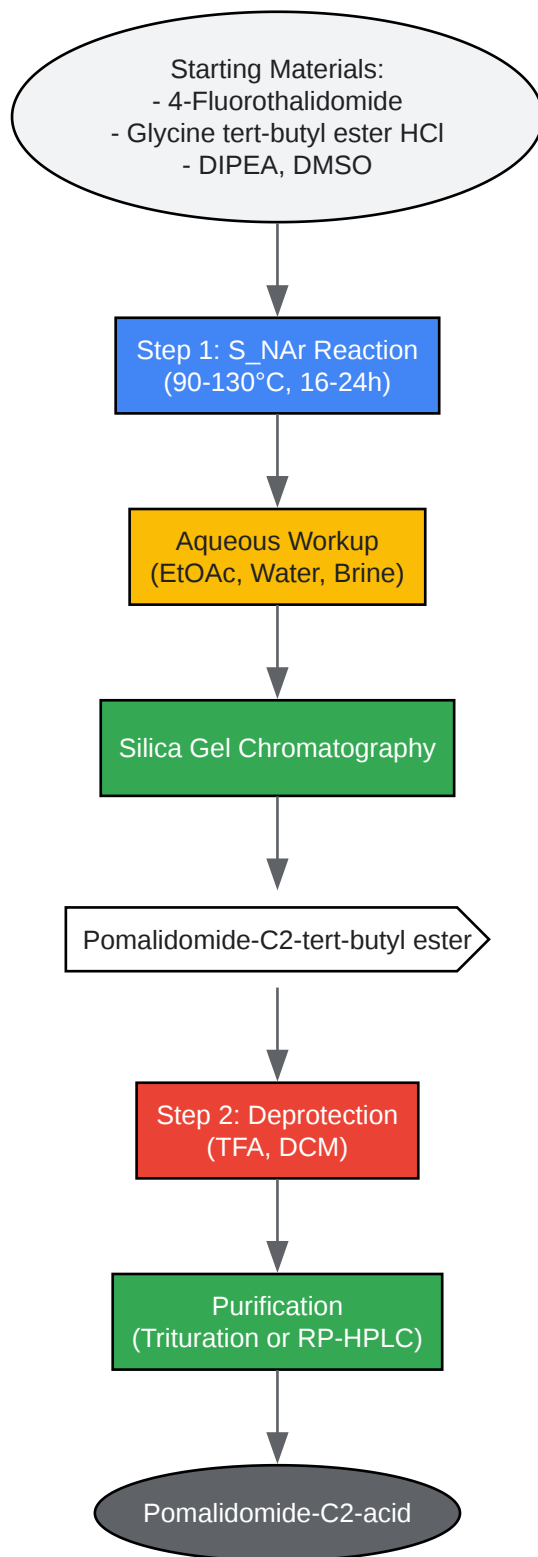 Starting Materials:
- 4-Fluorothalidomide
- Glycine tert-butyl ester HCl
- DIPEA, DMSO
Step 1: S_NAr Reaction
(90-130°C, 16-24h)
Aqueous Workup
(EtOAc, Water, Brine)
Silica Gel Chromatography
Pomalidomide-C2-tert-butyl ester
Step 2: Deprotection
(TFA, DCM)
Purification
(Trituration or RP-HPLC)
Pomalidomide-C2-acid